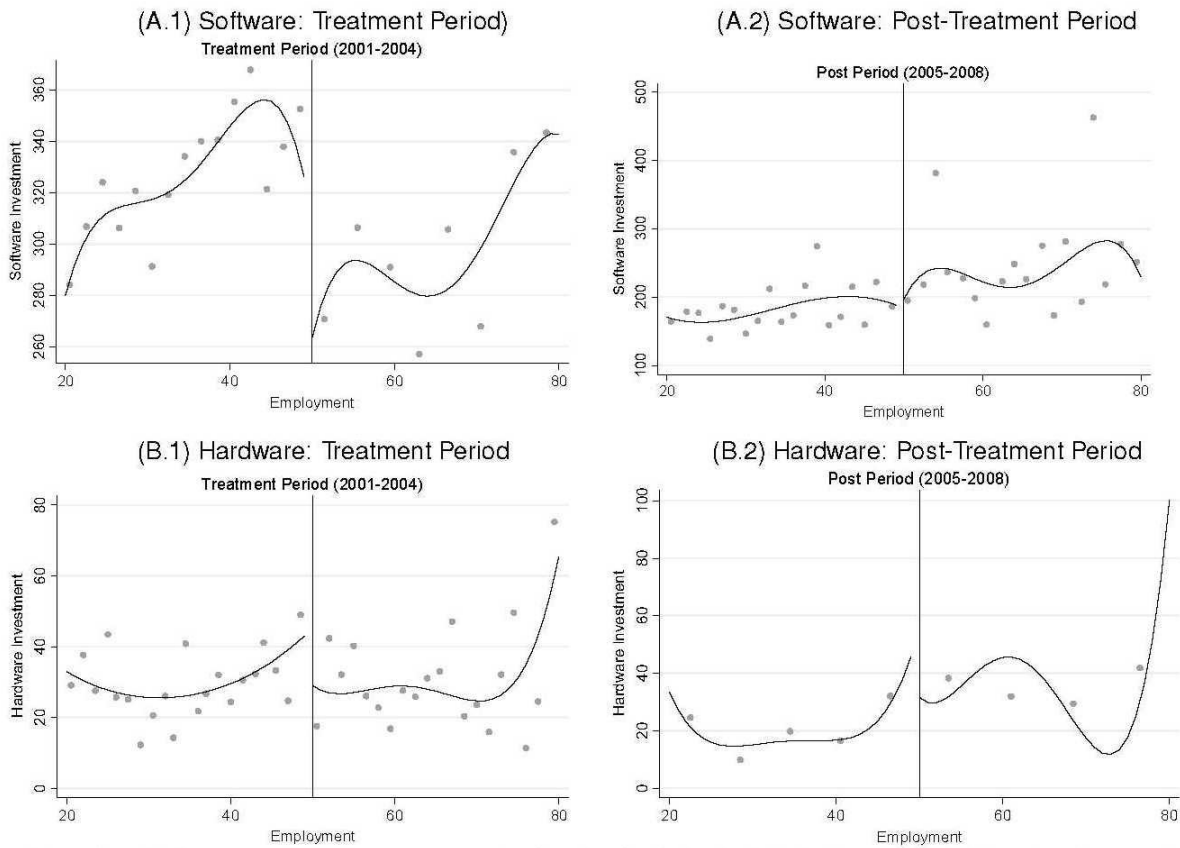 (A.1) Software: Treatment Period)
Treatment Period (2001-2004)
Software Investment
360
340
320
300
280
260
20
40
60
80
Employment
(A.2) Software: Post-Treatment Period
Post Period (2005-2008)
Software Investment
500
400
300
200
100
20
40
60
80
Employment
(B.1) Hardware: Treatment Period
Treatment Period (2001-2004)
Hardware Investment
80
60
40
20
0
20
40
60
80
Employment
(B.2) Hardware: Post-Treatment Period
Post Period (2005-2008)
Hardware Investment
100
80
60
40
20
0
20
40
60
80
Employment